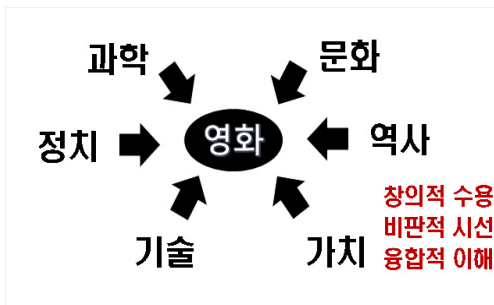 과학
문화
정치
영화
역사
기술
가치
창의적 수용
비판적 시선
융합적 이해